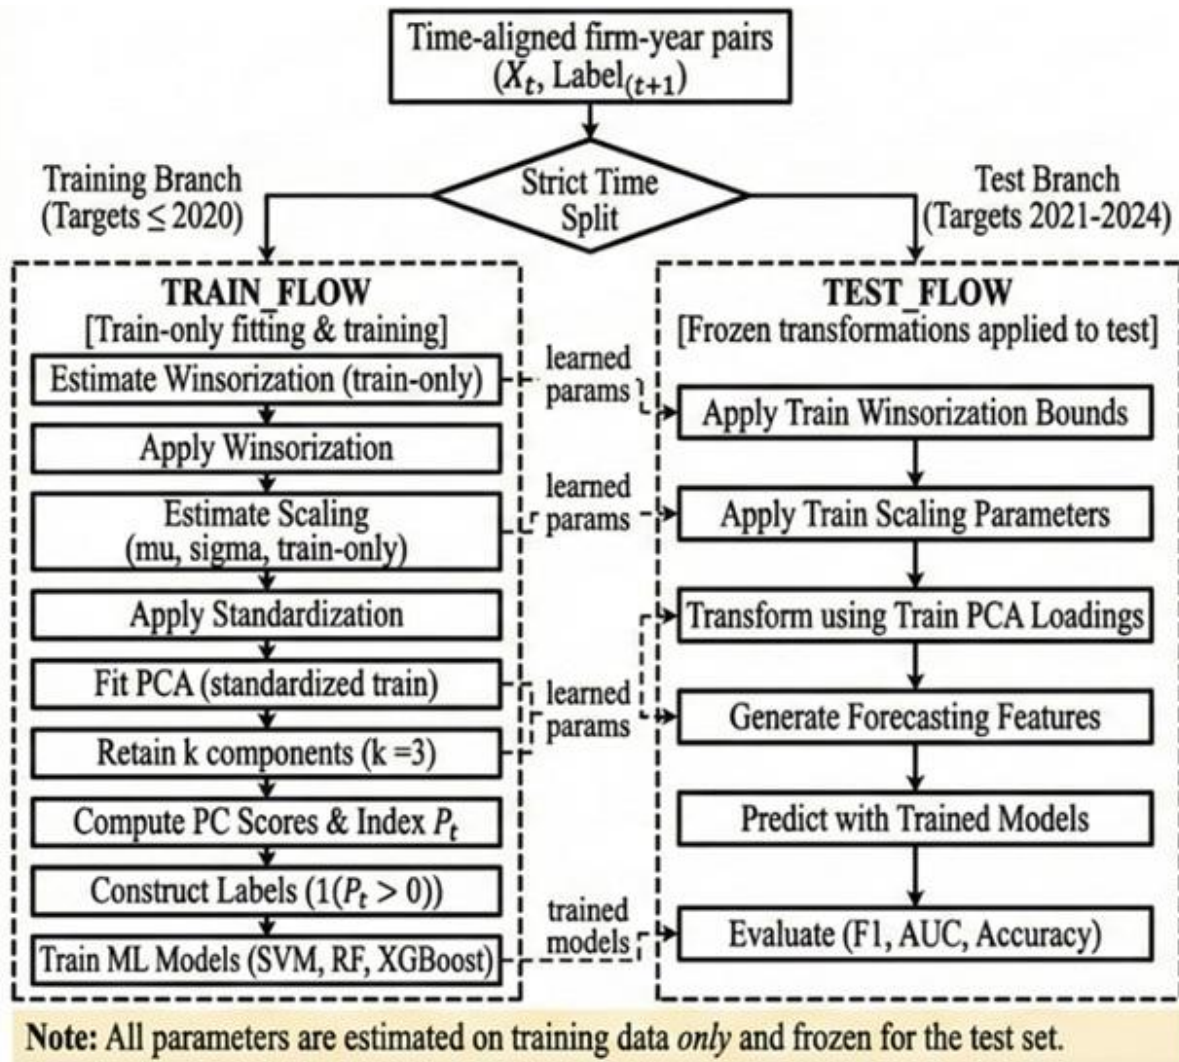 Time-aligned firm-year pairs
(X_t, Label_(t+1))
Strict Time
Split
Training Branch
(Targets ≤ 2020)
Test Branch
(Targets 2021-2024)
TRAIN_FLOW
[Train-only fitting & training]
Estimate Winsorization (train-only)
Apply Winsorization
Estimate Scaling
(mu, sigma, train-only)
Apply Standardization
Fit PCA (standardized train)
Retain k components (k =3)
Compute PC Scores & Index P_t
Construct Labels (1(P_t > 0))
Train ML Models (SVM, RF, XGBoost)
learned
params
learned
params
learned
params
trained
models
TEST_FLOW
[Frozen transformations applied to test]
Apply Train Winsorization Bounds
Apply Train Scaling Parameters
Transform using Train PCA Loadings
Generate Forecasting Features
Predict with Trained Models
Evaluate (F1, AUC, Accuracy)
Note: All parameters are estimated on training data only and frozen for the test set.